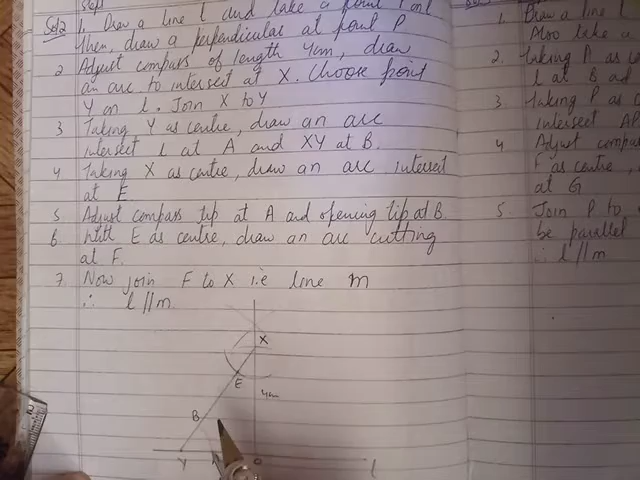 Step1
Sol2 1. Draw a line l and take a point P on l
then, draw a perpendicular at point P
2 Adjust compass of length 4cm, draw
an arc to intersect at X. Choose point
Y on l. Join X to Y
3 Taking Y as centre, draw an arc
intersect l at A and XY at B.
4 Taking X as centre, draw an arc intersect
at E
5 Adjust compass tip at A and opening tip at B
6 With E as centre, draw an arc cutting
at F.
7 Now join F to X i.e line m
∴ l // m
X
E
4cm
B
Y
l
1. Draw a line l
Also take a
2. Taking P as
l at B ad
3 Taking P as c
intersect AP
4 Adjust compa
F as centre,
at G
5. Join P to
be parallel
∴ l // m